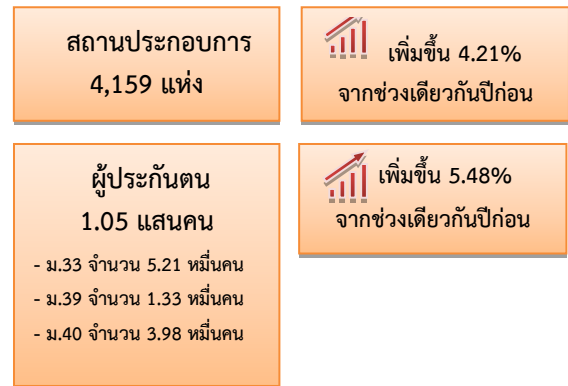 สถานประกอบการ
4,159 แห่ง
เพิ่มขึ้น 4.21%
จากช่วงเดียวกันปีก่อน
ผู้ประกันตน
1.05 แสนคน
- ม.33 จำนวน 5.21 หมื่นคน
- ม.39 จำนวน 1.33 หมื่นคน
- ม.40 จำนวน 3.98 หมื่นคน
เพิ่มขึ้น 5.48%
จากช่วงเดียวกันปีก่อน